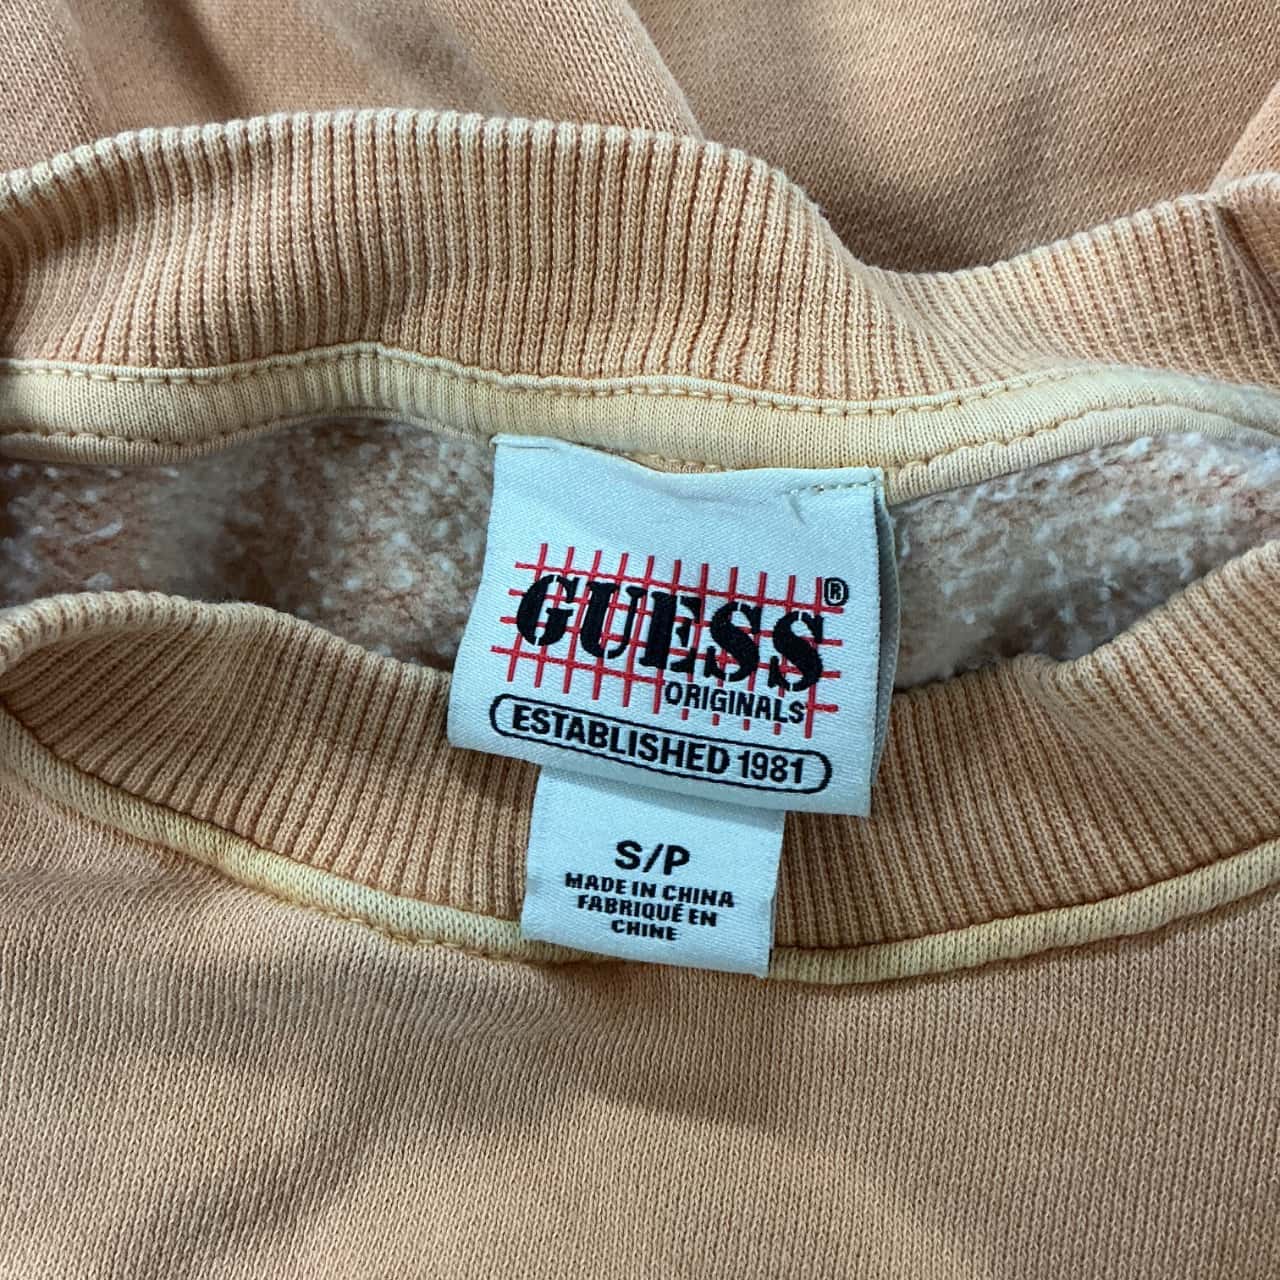 GUESS®
ORIGINALS
ESTABLISHED 1981
S/P
MADE IN CHINA
FABRIQUÉ EN
CHINE